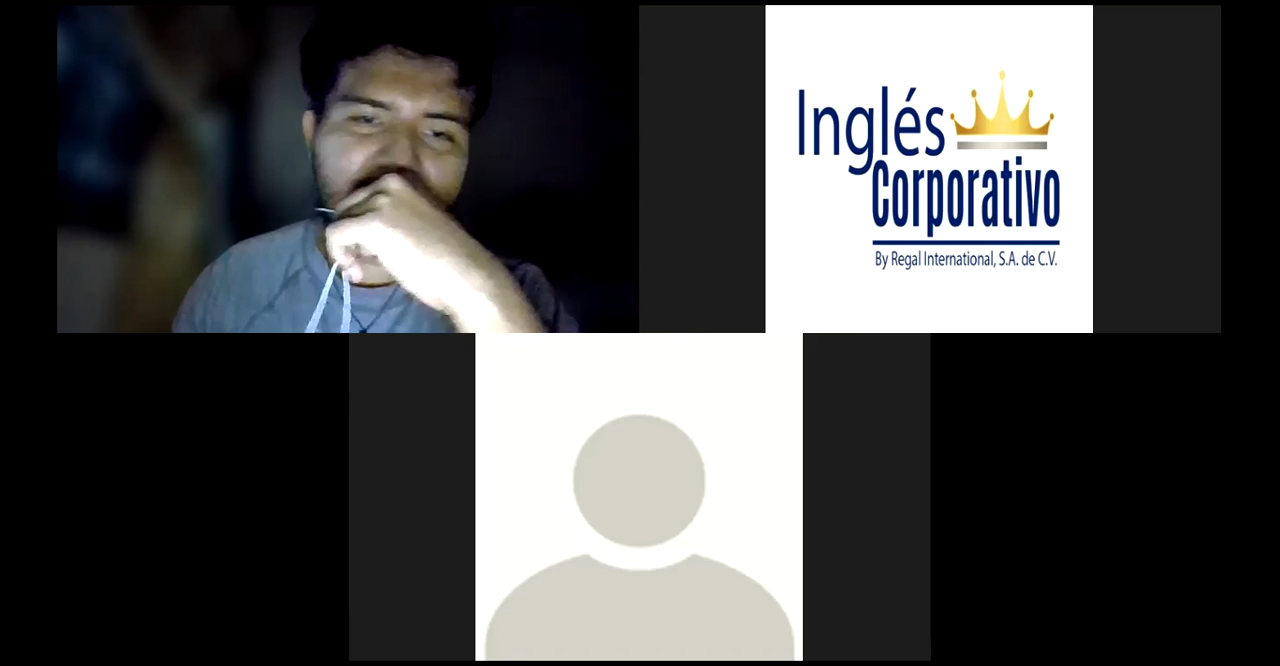 Inglés
Corporativo
By Regal International, S.A. de C.V.